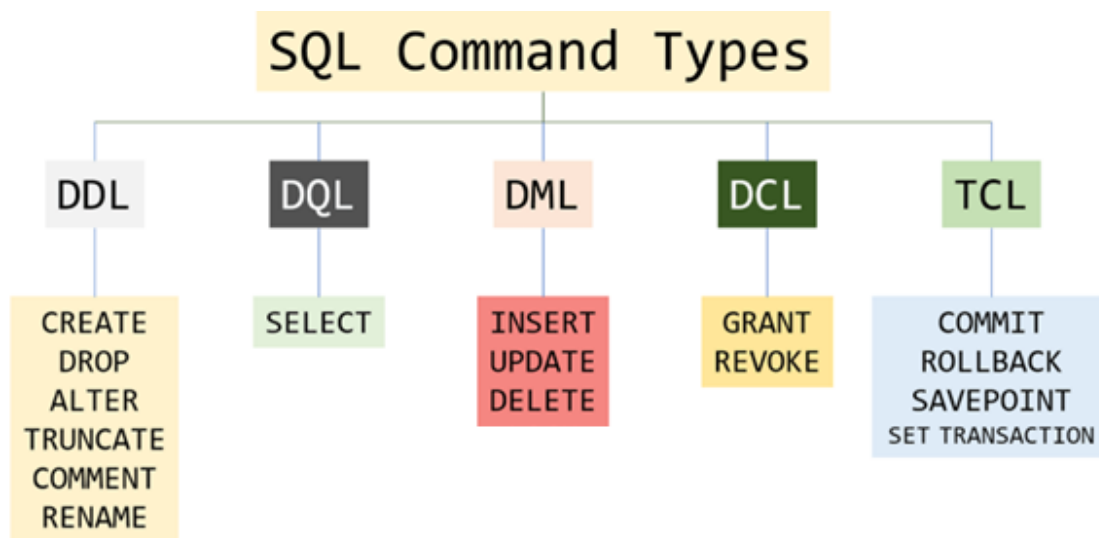 SQL Command Types
DDL
DQL
DML
DCL
TCL
CREATE
DROP
ALTER
TRUNCATE
COMMENT
RENAME
SELECT
INSERT
UPDATE
DELETE
GRANT
REVOKE
COMMIT
ROLLBACK
SAVEPOINT
SET TRANSACTION